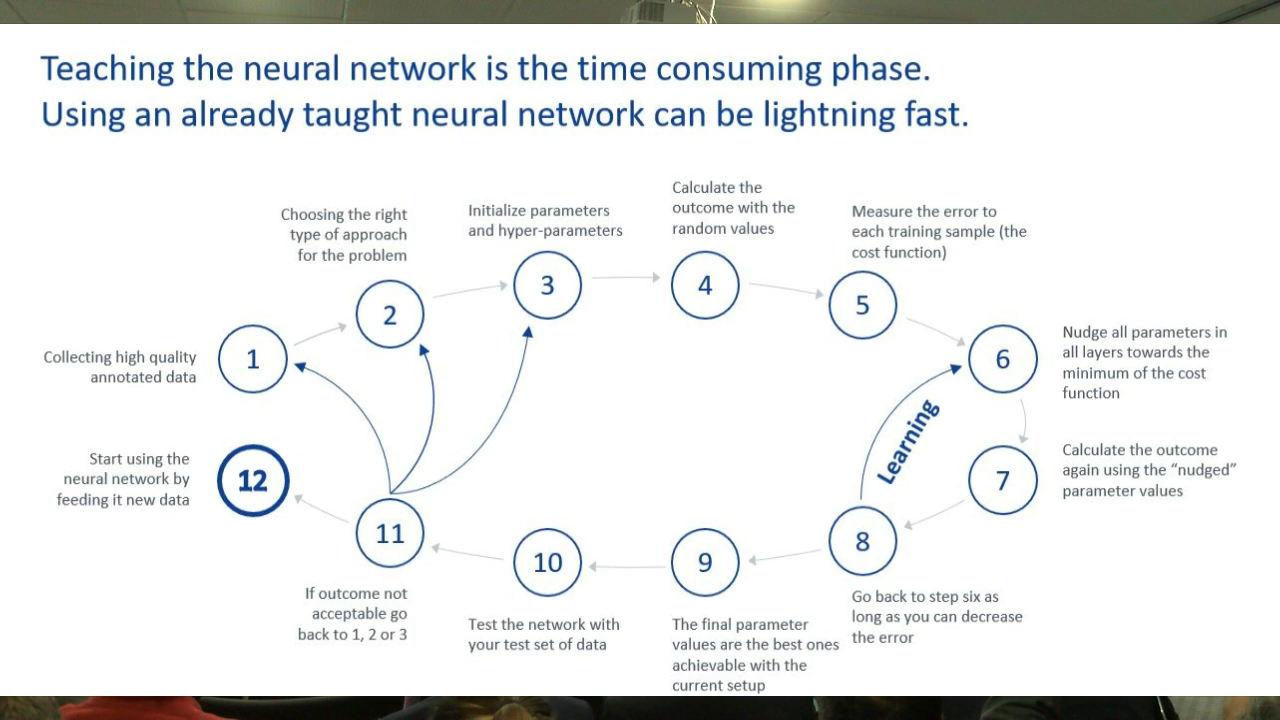 Teaching the neural network is the time consuming phase.
Using an already taught neural network can be lightning fast.
1
Collecting high quality
annotated data
2
Choosing the right
type of approach
for the problem
3
Initialize parameters
and hyper-parameters
4
Calculate the
outcome with the
random values
5
Measure the error to
each training sample (the
cost function)
6
Nudge all parameters in
all layers towards the
minimum of the cost
function
7
Calculate the outcome
again using the “nudged”
parameter values
Learning
8
Go back to step six as
long as you can decrease
the error
9
The final parameter
values are the best ones
achievable with the
current setup
10
Test the network with
your test set of data
11
If outcome not
acceptable go
back to 1, 2 or 3
12
Start using the
neural network by
feeding it new data